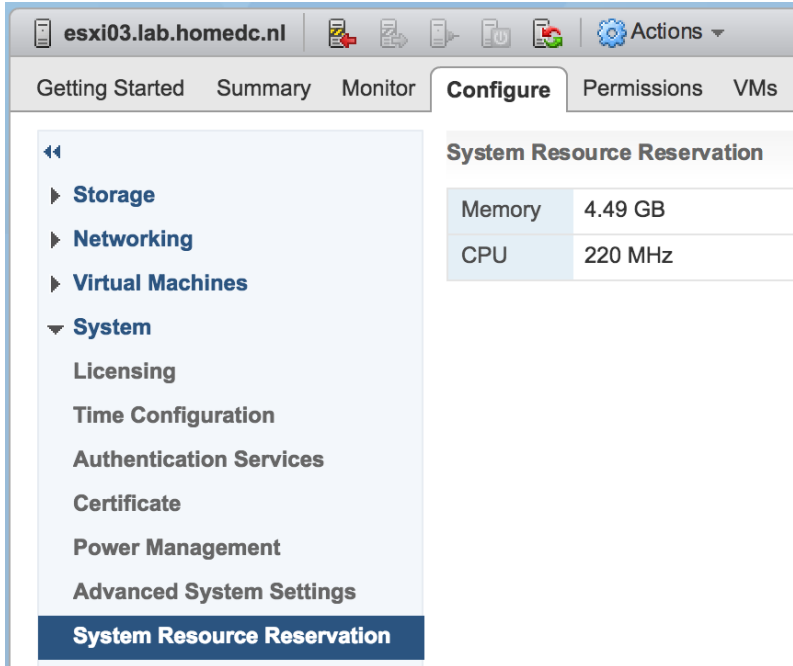 esxi03.lab.homedc.nl Actions
Getting Started Summary Monitor Configure Permissions VMs
Storage
Networking
Virtual Machines
System
Licensing
Time Configuration
Authentication Services
Certificate
Power Management
Advanced System Settings
System Resource Reservation
System Resource Reservation
Memory 4.49 GB
CPU 220 MHz